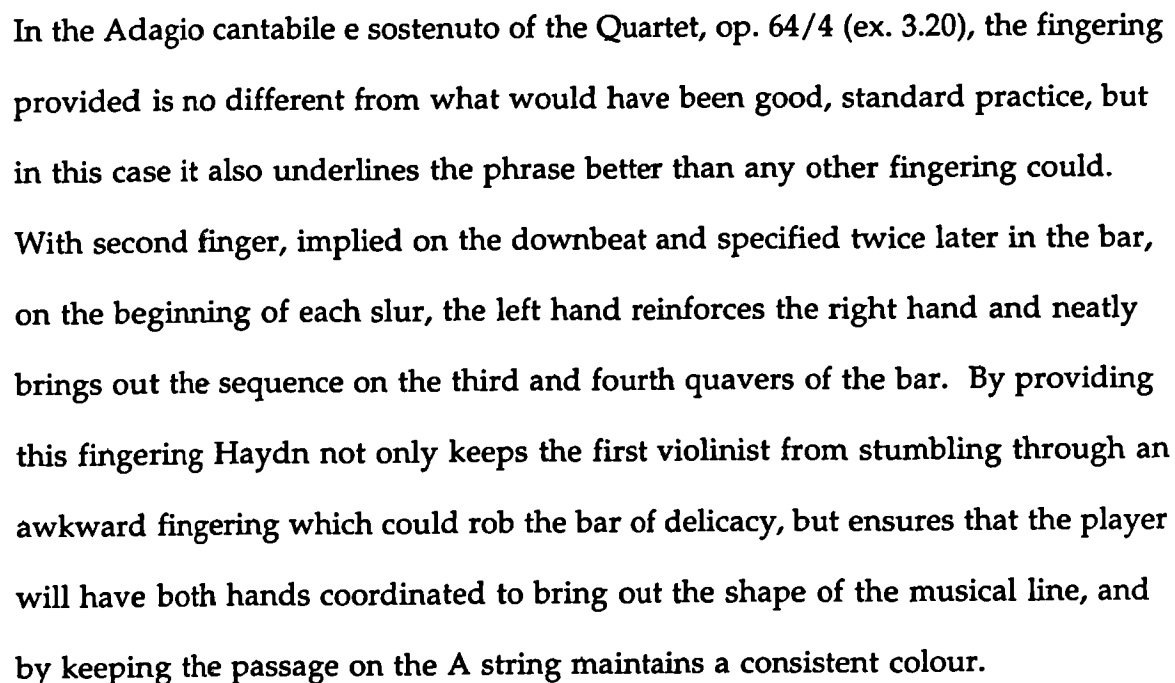 In the Adagio cantabile e sostenuto of the Quartet, op. 64/4 (ex. 3.20), the fingering
provided is no different from what would have been good, standard practice, but
in this case it also underlines the phrase better than any other fingering could.
With second finger, implied on the downbeat and specified twice later in the bar,
on the beginning of each slur, the left hand reinforces the right hand and neatly
brings out the sequence on the third and fourth quavers of the bar. By providing
this fingering Haydn not only keeps the first violinist from stumbling through an
awkward fingering which could rob the bar of delicacy, but ensures that the player
will have both hands coordinated to bring out the shape of the musical line, and
by keeping the passage on the A string maintains a consistent colour.